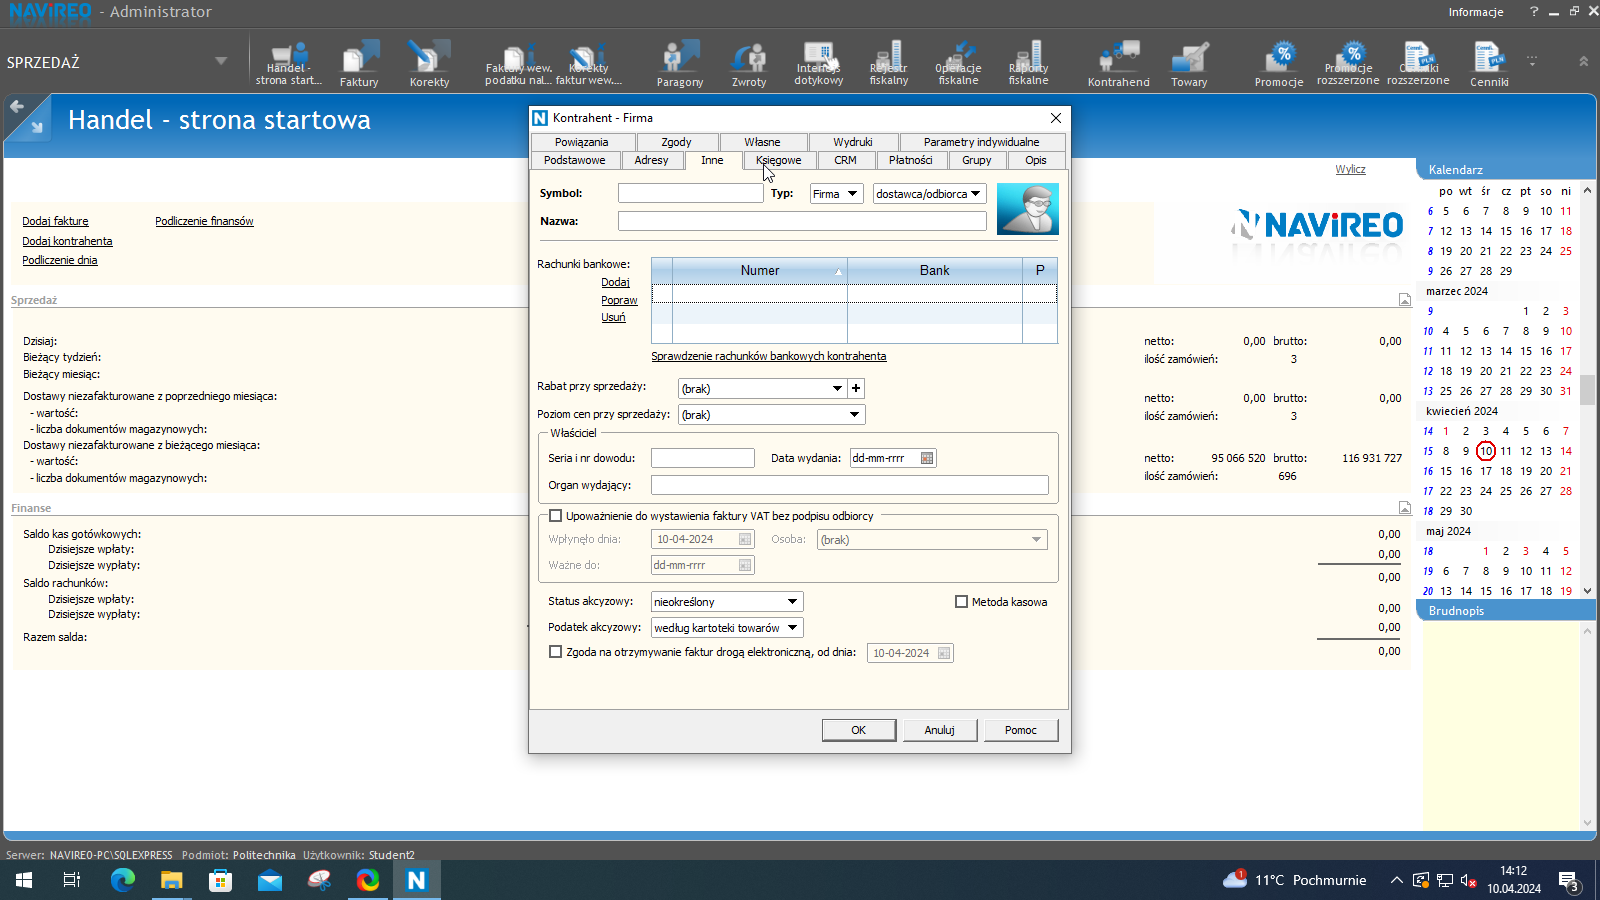 NAVIREO - Administrator
Informacje ?
SPRZEDAŻ
Handel - strona start...
Faktury
Korekty
Faktury wew. podatku nal...
Korekty faktur wew....
Paragony
Zwroty
Interfejs dotykowy
Rejestr fiskalny
Operacje fiskalne
Raporty fiskalne
Kontrahenci
Towary
Promocje
Promocje rozszerzone
Cenniki rozszerzone
Cenniki
Handel - strona startowa
Wylicz
Dodaj fakturę
Podliczenie finansów
Dodaj kontrahenta
Podliczenie dnia
NAVIREO
Sprzedaż
Dzisiaj:
netto: 0,00 brutto: 0,00
Bieżący tydzień:
ilość zamówień: 3
Bieżący miesiąc:
Dostawy niezafakturowane z poprzedniego miesiąca:
netto: 0,00 brutto: 0,00
- wartość:
ilość zamówień: 3
- liczba dokumentów magazynowych:
Dostawy niezafakturowane z bieżącego miesiąca:
- wartość:
netto: 95 066 520 brutto: 116 931 727
- liczba dokumentów magazynowych:
ilość zamówień: 696
Finanse
Saldo kas gotówkowych: 0,00
Dzisiejsze wpłaty: 0,00
Dzisiejsze wypłaty:
0,00
Saldo rachunków:
Dzisiejsze wpłaty: 0,00
Dzisiejsze wypłaty: 0,00
Razem salda: 0,00
Kontrahent - Firma
Powiązania Zgody Własne Wydruki Parametry indywidualne
Podstawowe Adresy Inne Księgowe CRM Płatności Grupy Opis
Symbol: Typ: Firma dostawca/odbiorca
Nazwa:
Rachunki bankowe:
Numer Bank P
Dodaj
Popraw
Usuń
Sprawdzenie rachunków bankowych kontrahenta
Rabat przy sprzedaży: (brak) +
Poziom cen przy sprzedaży: (brak)
Właściciel
Seria i nr dowodu: Data wydania: dd-mm-rrrr
Organ wydający:
Upoważnienie do wystawienia faktury VAT bez podpisu odbiorcy
Wpłynęło dnia: 10-04-2024 Osoba: (brak)
Ważne do: dd-mm-rrrr
Status akcyzowy: nieokreślony Metoda kasowa
Podatek akcyzowy: według kartoteki towarów
Zgoda na otrzymywanie faktur drogą elektroniczną, od dnia: 10-04-2024
OK Anuluj Pomoc
Kalendarz
po wt śr cz pt so ni
6 5 6 7 8 9 10 11
7 12 13 14 15 16 17 18
8 19 20 21 22 23 24 25
9 26 27 28 29
marzec 2024
9 1 2 3
10 4 5 6 7 8 9 10
11 11 12 13 14 15 16 17
12 18 19 20 21 22 23 24
13 25 26 27 28 29 30 31
kwiecień 2024
14 1 2 3 4 5 6 7
15 8 9 10 11 12 13 14
16 15 16 17 18 19 20 21
17 22 23 24 25 26 27 28
18 29 30
maj 2024
18 1 2 3 4 5
19 6 7 8 9 10 11 12
20 13 14 15 16 17 18 19
Brudnopis
Serwer: NAVIREO-PC\SQLEXPRESS Podmiot: Politechnika Użytkownik: Student2
1 11°C Pochmurnie
14:12
10.04.2024
3